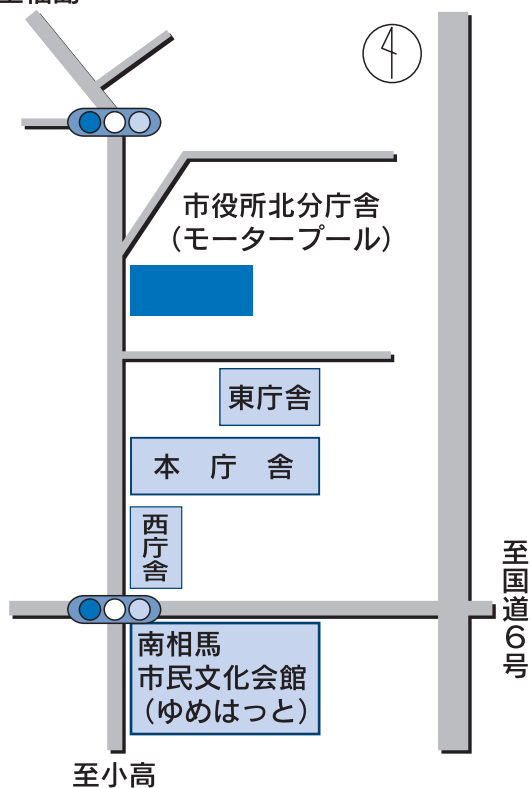 市役所北分庁舎
（モータープール）
東庁舎
本庁舎
西庁舎
至国道6号
南相馬
市民文化会館
（ゆめはっと）
至小高